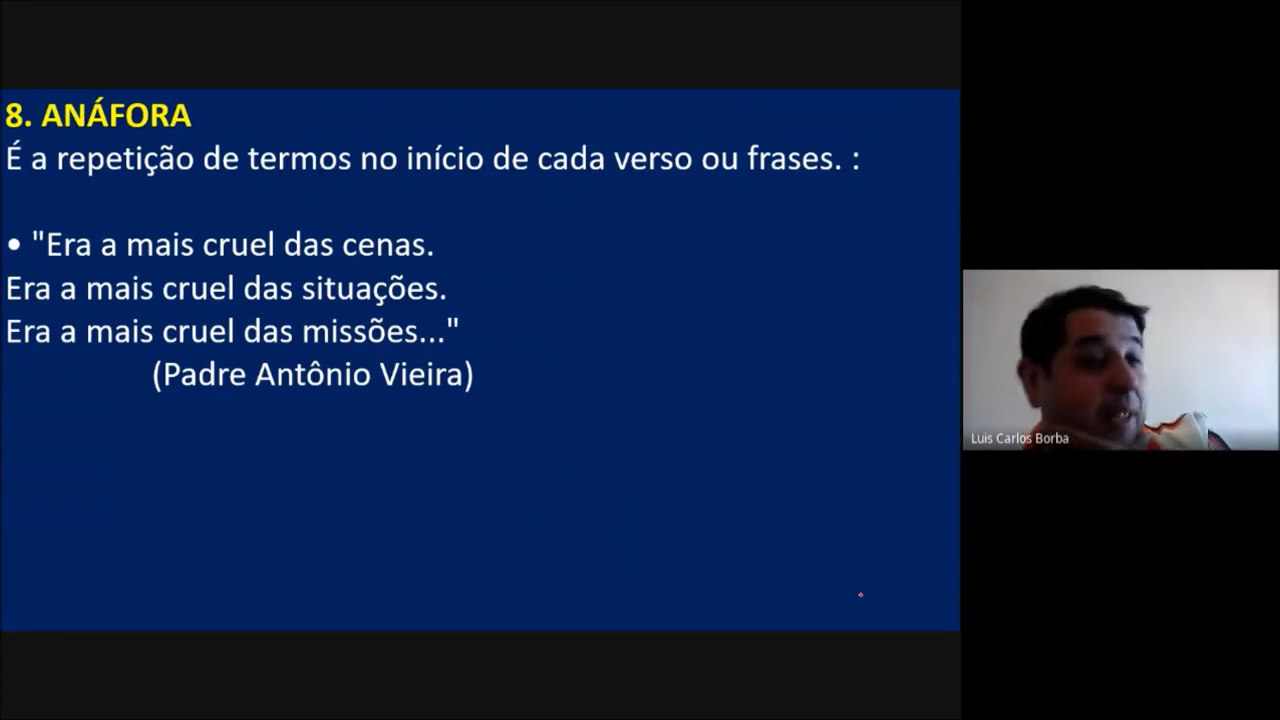 8. ANÁFORA
É a repetição de termos no início de cada verso ou frases. :
• "Era a mais cruel das cenas.
Era a mais cruel das situações.
Era a mais cruel das missões..."
(Padre Antônio Vieira)
Luis Carlos Borba